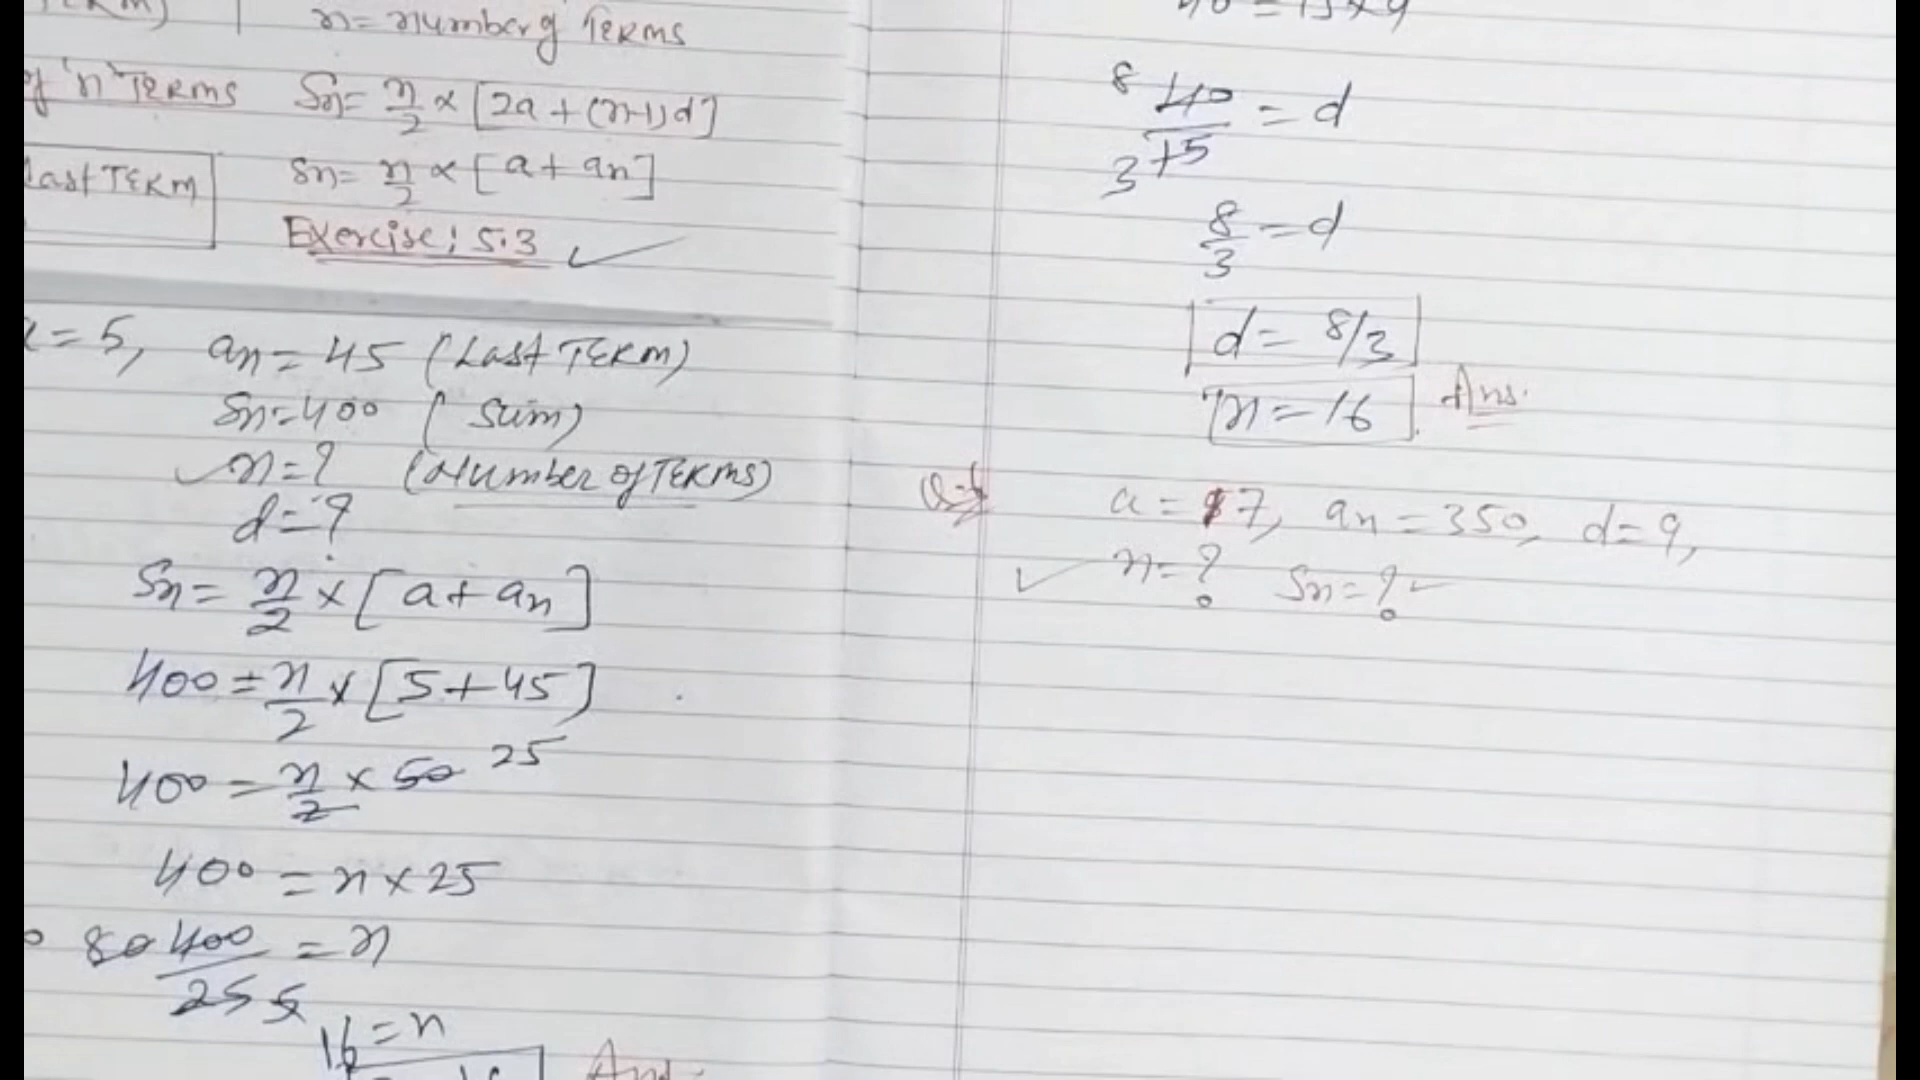 n = Number of TERMS
of 'n' TERMS Sn = n/2 × [2a + (n-1)d]
Last TERM Sn = n/2 × [a + an]
Exercise: 5.3
= 5, an = 45 (Last TERM)
Sn = 400 (Sum)
n = ? (Number of TERMS)
d = ?
Sn = n/2 × [a + an]
400 = n/2 × [5 + 45]
400 = n/2 × 50 25
400 = n × 25
80 400/25 5 = n
16 = n
8 40/15 3 = d
8/3 = d
d = 8/3
n = 16 Ans.
a = 17, an = 350, d = 9,
n = ? Sn = ?